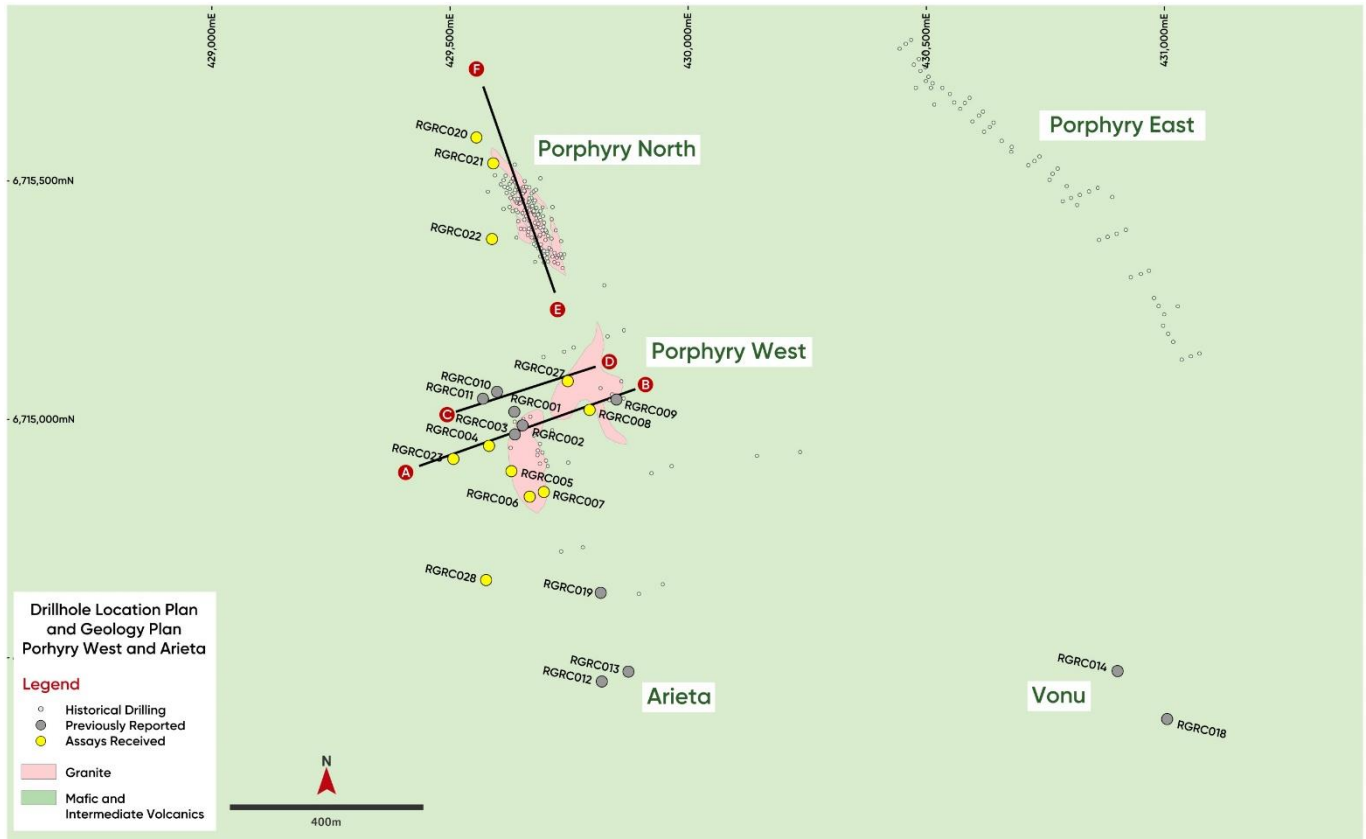 429,000mE
429,500mE
430,000mE
430,500mE
431,000mE
F
RGRC020
Porphyry North
Porphyry East
RGRC021
6,715,500mN
RGRC022
E
Porphyry West
D
RGRC027
B
RGRC010
RGRC011
RGRC001
RGRC009
C
RGRC003
RGRC008
6,715,000mN
RGRC004
RGRC002
RGRC023
A
RGRC005
RGRC006
RGRC007
RGRC028
RGRC019
RGRC013
RGRC012
Arieta
RGRC014
Vonu
RGRC018
Drillhole Location Plan
and Geology Plan
Porhyry West and Arieta
Legend
Historical Drilling
Previously Reported
Assays Received
Granite
Mafic and
Intermediate Volcanics
N
400m